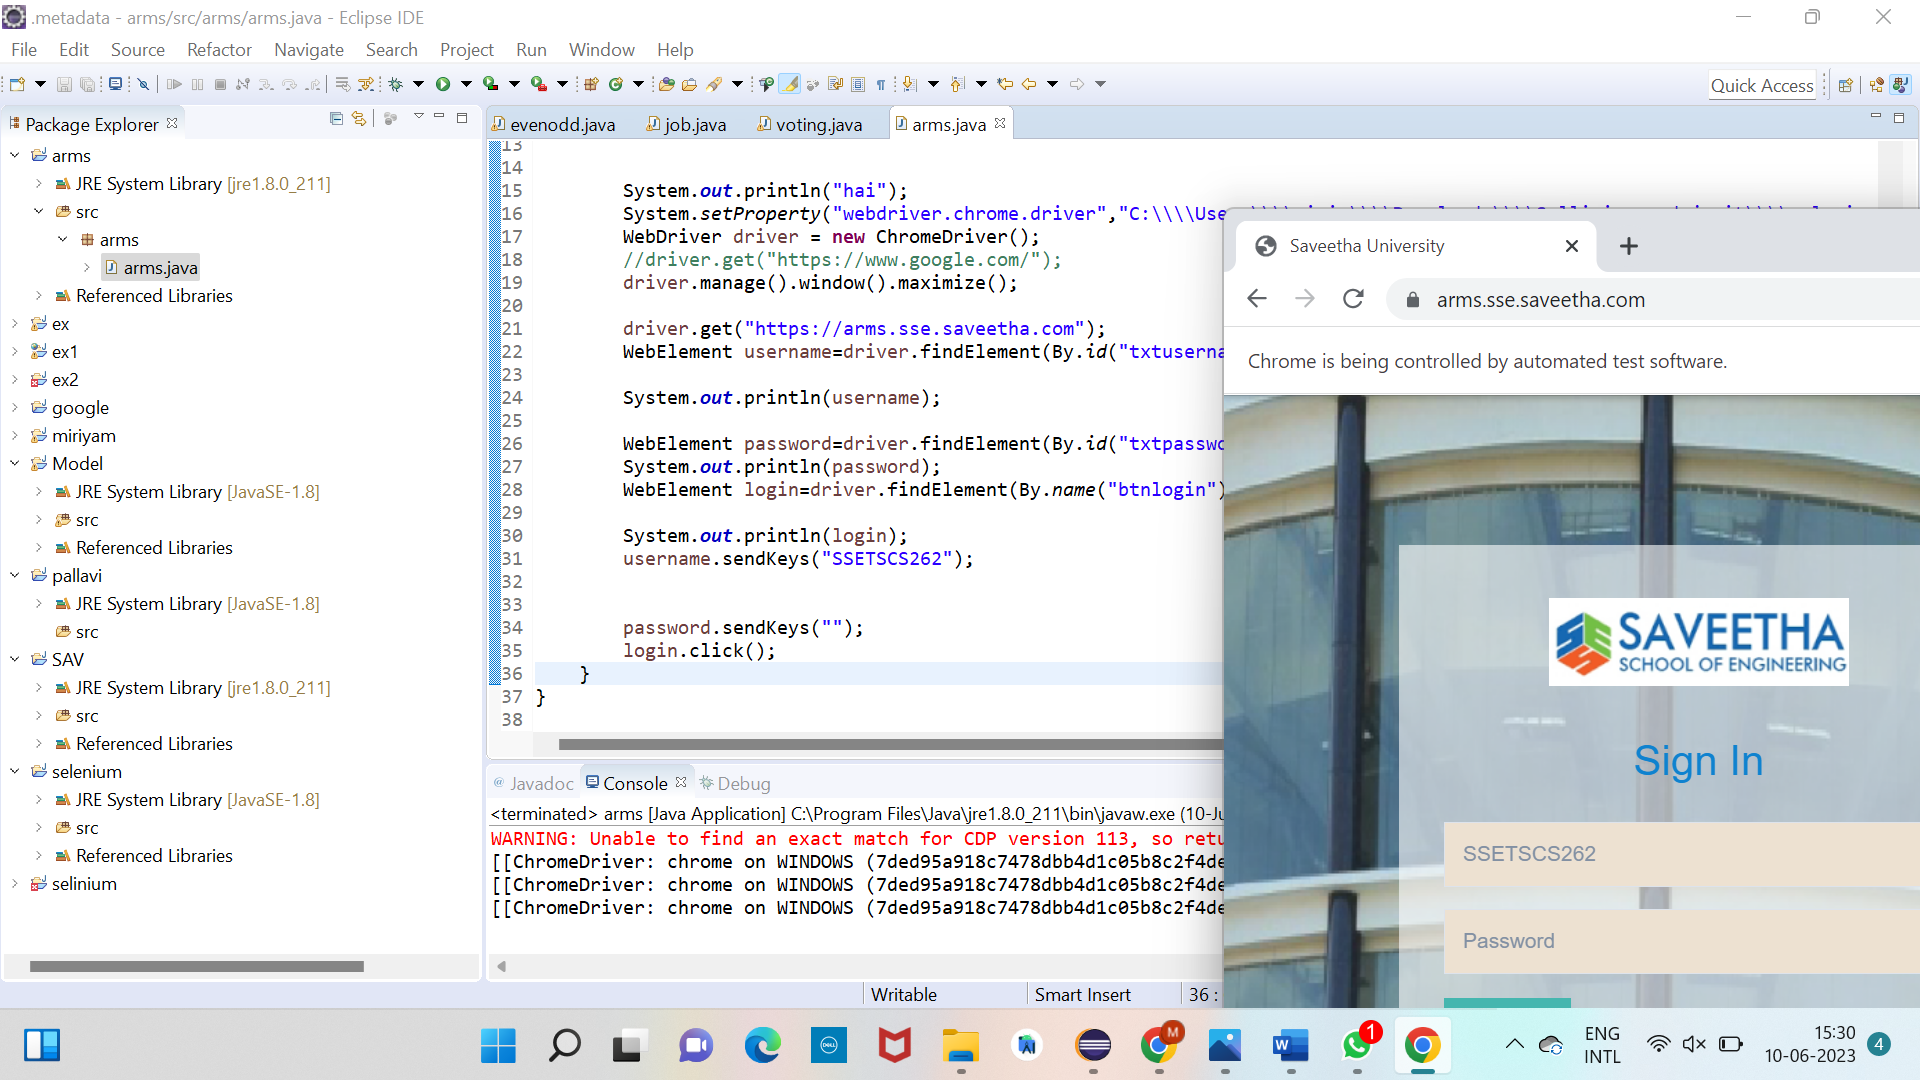 .metadata - arms/src/arms/arms.java - Eclipse IDE
File Edit Source Refactor Navigate Search Project Run Window Help
Quick Access
Package Explorer
arms
JRE System Library [jre1.8.0_211]
src
arms
arms.java
Referenced Libraries
ex
ex1
ex2
google
miriyam
Model
JRE System Library [JavaSE-1.8]
src
Referenced Libraries
pallavi
JRE System Library [JavaSE-1.8]
src
SAV
JRE System Library [jre1.8.0_211]
src
Referenced Libraries
selenium
JRE System Library [JavaSE-1.8]
src
Referenced Libraries
selinium
evenodd.java job.java voting.java arms.java
13
14
15 System.out.println("hai");
16 System.setProperty("webdriver.chrome.driver","C:\\\\Use
17 WebDriver driver = new ChromeDriver();
18 //driver.get("https://www.google.com/");
19 driver.manage().window().maximize();
20
21 driver.get("https://arms.sse.saveetha.com");
22 WebElement username=driver.findElement(By.id("txtuserna
23
24 System.out.println(username);
25
26 WebElement password=driver.findElement(By.id("txtpasswo
27 System.out.println(password);
28 WebElement login=driver.findElement(By.name("btnlogin")
29
30 System.out.println(login);
31 username.sendKeys("SSETSCS262");
32
33
34 password.sendKeys("");
35 login.click();
36 }
37 }
38
@ Javadoc Console Debug
<terminated> arms [Java Application] C:\Program Files\Java\jre1.8.0_211\bin\javaw.exe (10-Ju
WARNING: Unable to find an exact match for CDP version 113, so retu
[[ChromeDriver: chrome on WINDOWS (7ded95a918c7478dbb4d1c05b8c2f4de
[[ChromeDriver: chrome on WINDOWS (7ded95a918c7478dbb4d1c05b8c2f4de
[[ChromeDriver: chrome on WINDOWS (7ded95a918c7478dbb4d1c05b8c2f4de
Writable Smart Insert 36 :
Saveetha University
arms.sse.saveetha.com
Chrome is being controlled by automated test software.
SAVEETHA
SCHOOL OF ENGINEERING
Sign In
SSETSCS262
Password
DELL
M
1
ENG
INTL
15:30
10-06-2023
4